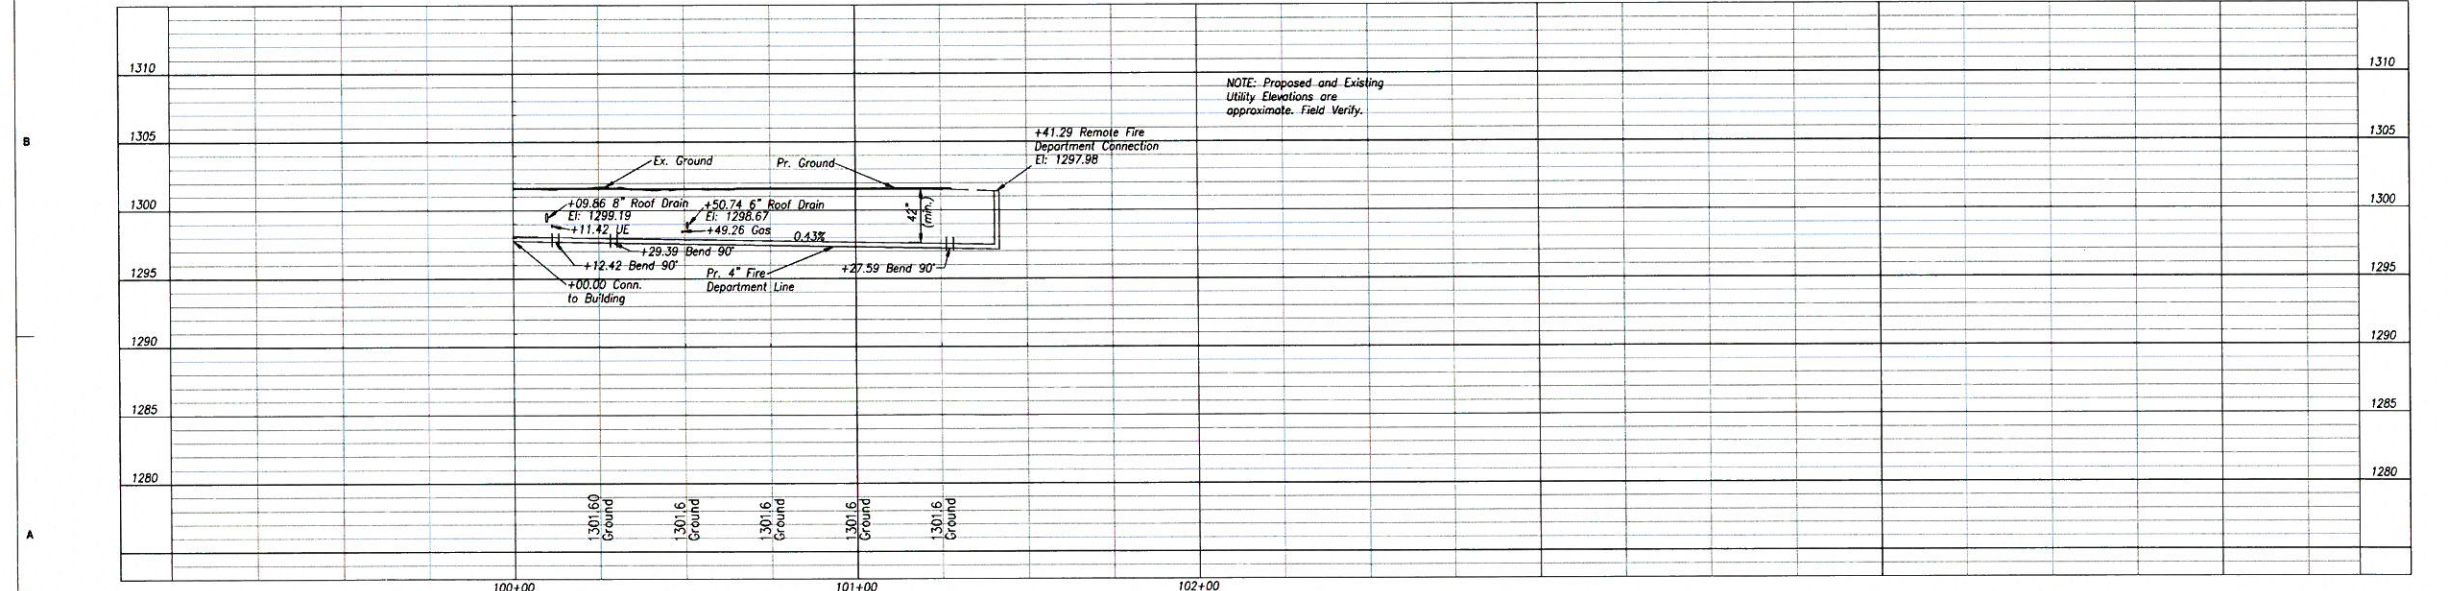 1310
1310
NOTE: Proposed and Existing
Utility Elevations are
approximate. Field Verify.
B
1305
1305
+41.29 Remote Fire
Department Connection
El: 1297.98
Ex. Ground
Pr. Ground
1300
1300
+09.86 8" Roof Drain
El: 1299.19
+11.42 UE
+50.74 6" Roof Drain
El: 1298.67
+49.26 Gas
42"
(min.)
0.43%
+29.39 Bend 90°
+12.42 Bend 90°
+27.59 Bend 90°
1295
1295
Pr. 4" Fire
Department Line
+00.00 Conn.
to Building
1290
1290
1285
1285
1280
1280
A
1301.60
Ground
1301.6
Ground
1301.6
Ground
1301.6
Ground
1301.6
Ground
100+00
101+00
102+00